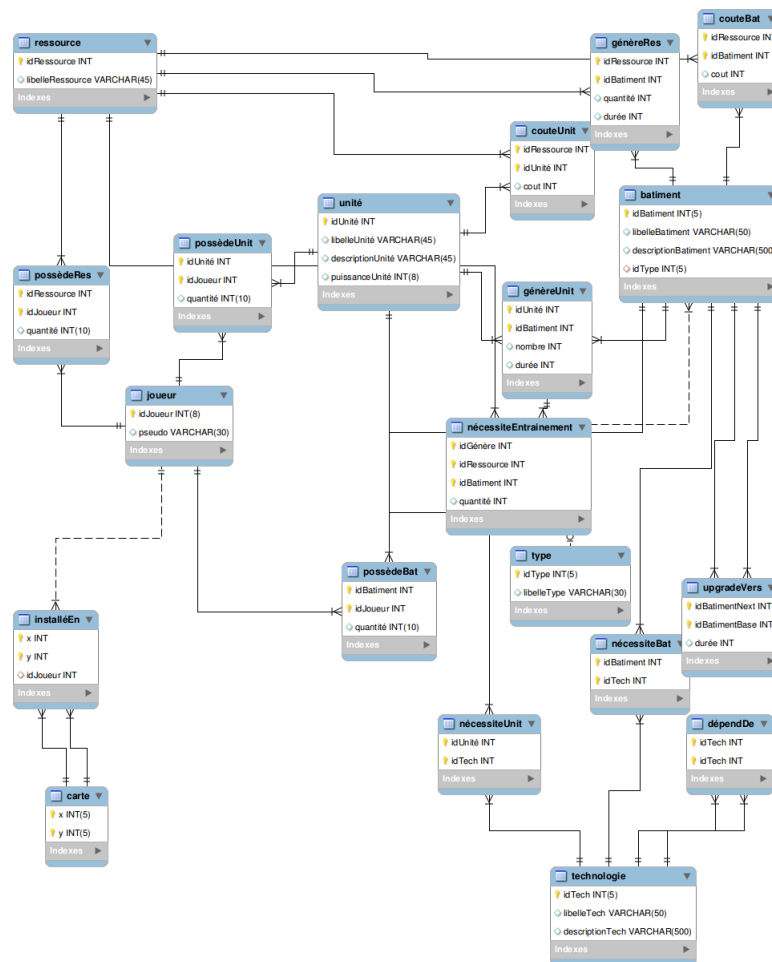 ressource
idRessource INT
libelleRessource VARCHAR(45)
Indexes
génèreRes
idRessource INT
idBatiment INT
quantité INT
durée INT
Indexes
couteBat
idRessource INT
idBatiment INT
cout INT
Indexes
couteUnit
idRessource INT
idUnité INT
cout INT
Indexes
unité
idUnité INT
libelleUnité VARCHAR(45)
descriptionUnité VARCHAR(45)
puissanceUnité INT(8)
Indexes
batiment
idBatiment INT(5)
libelleBatiment VARCHAR(50)
descriptionBatiment VARCHAR(500)
idType INT(5)
Indexes
possèdeUnit
idUnité INT
idJoueur INT
quantité INT(10)
Indexes
possèdeRes
idRessource INT
idJoueur INT
quantité INT(10)
Indexes
génèreUnit
idUnité INT
idBatiment INT
nombre INT
durée INT
Indexes
joueur
idJoueur INT(8)
pseudo VARCHAR(30)
Indexes
nécessiteEntrainement
idGénère INT
idRessource INT
idBatiment INT
quantité INT
Indexes
type
idType INT(5)
libelleType VARCHAR(30)
Indexes
possèdeBat
idBatiment INT
idJoueur INT
quantité INT(10)
Indexes
upgradeVers
idBatimentNext INT
idBatimentBase INT
durée INT
Indexes
installéEn
x INT
y INT
idJoueur INT
Indexes
nécessiteBat
idBatiment INT
idTech INT
Indexes
nécessiteUnit
idUnité INT
idTech INT
Indexes
dépendDe
idTech INT
idTech INT
Indexes
carte
x INT(5)
y INT(5)
Indexes
technologie
idTech INT(5)
libelleTech VARCHAR(50)
descriptionTech VARCHAR(500)
Indexes